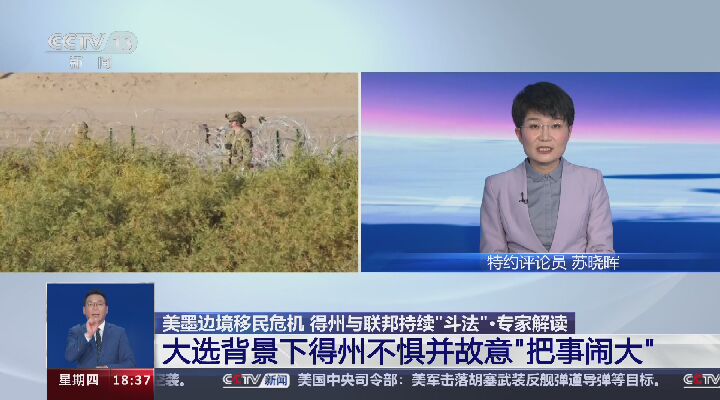 CCTV 13
新闻
特约评论员 苏晓晖
美墨边境移民危机 得州与联邦持续"斗法"·专家解读
大选背景下得州不惧并故意"把事闹大"
星期四 18:37 CCTV 新闻 美国中央司令部：美军击落胡塞武装反舰弹道导弹等目标。 CCTV